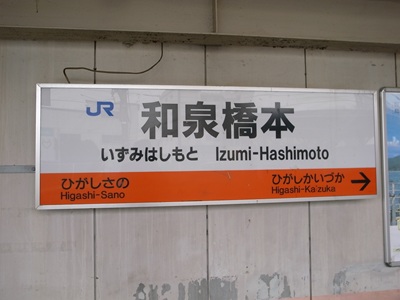 JR 和泉橋本
いずみはしもと Izumi-Hashimoto
ひがしさの ひがしかいづか →
Higashi-Sano Higashi-Kaizuka